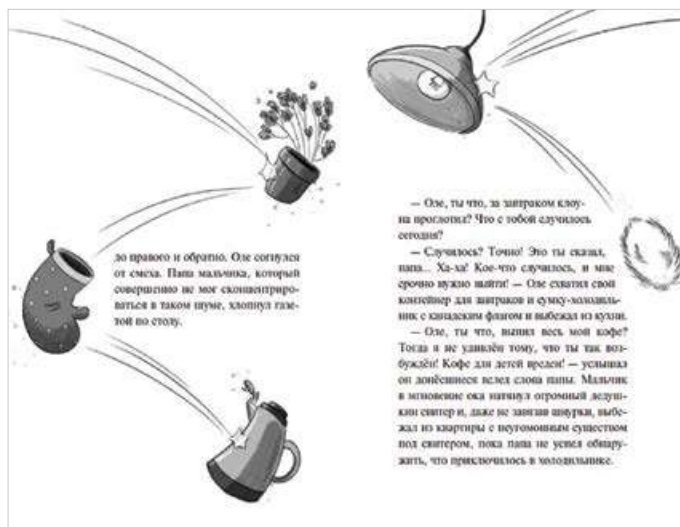 до правого и обратно. Оле согнулся
от смеха. Папа мальчика, который
совершенно не мог сконцентриро-
ваться в таком шуме, хлопнул газе-
той по столу.
— Оле, ты что, за завтраком клоу-
на проглотил? Что с тобой случилось
сегодня?
— Случилось? Точно! Это ты сказал,
папа... Ха-ха! Кое-что случилось, и мне
срочно нужно выйти! — Оле схватил свой
контейнер для завтраков и сумку-холодиль-
ник с канадским флагом и выбежал из кухни.
— Оле, ты что, выпил весь мой кофе?
Тогда я не удивлён тому, что ты так воз-
буждён! Кофе для детей вреден! — услышал
он донёсшиеся вслед слова папы. Мальчик
в мгновение ока натянул огромный дедуш-
кин свитер и, даже не завязав шнурки, выбе-
жал из квартиры с неугомонным существом
под свитером, пока папа не успел обнару-
жить, что приключилось в холодильнике.